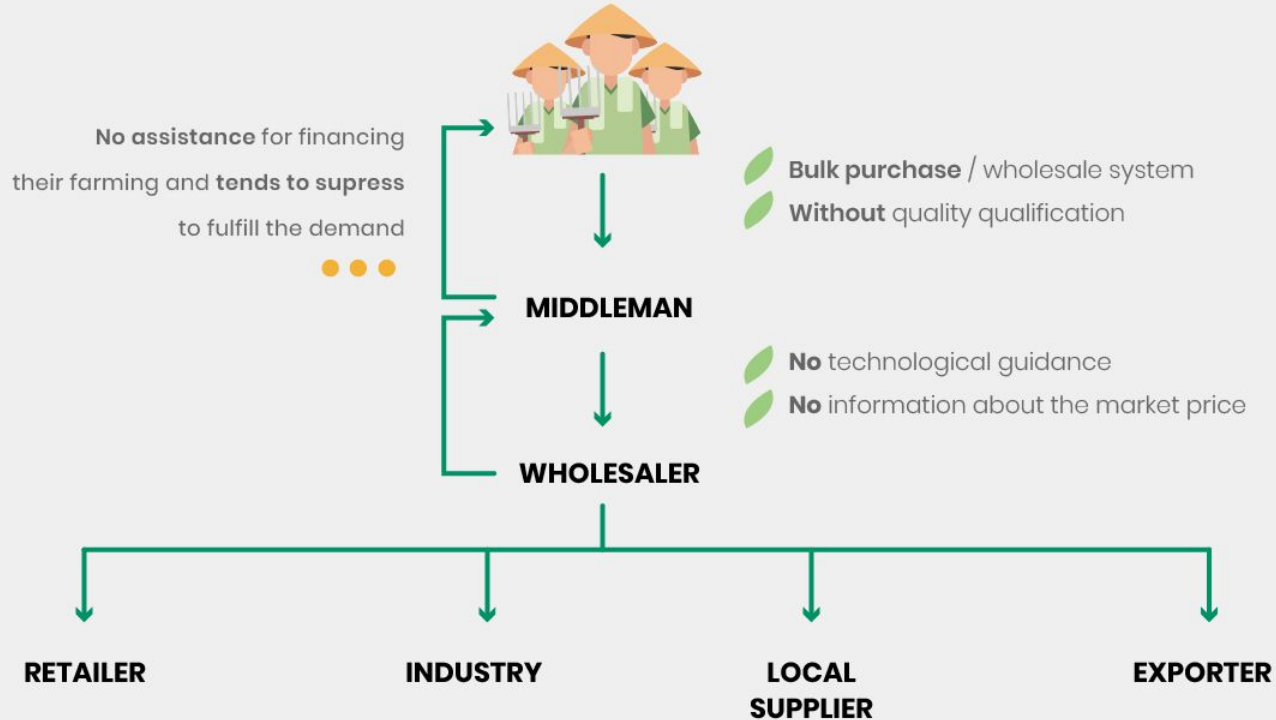 No assistance for financing
their farming and tends to supress
to fulfill the demand
Bulk purchase / wholesale system
Without quality qualification
MIDDLEMAN
No technological guidance
No information about the market price
WHOLESALER
RETAILER
INDUSTRY
LOCAL
SUPPLIER
EXPORTER